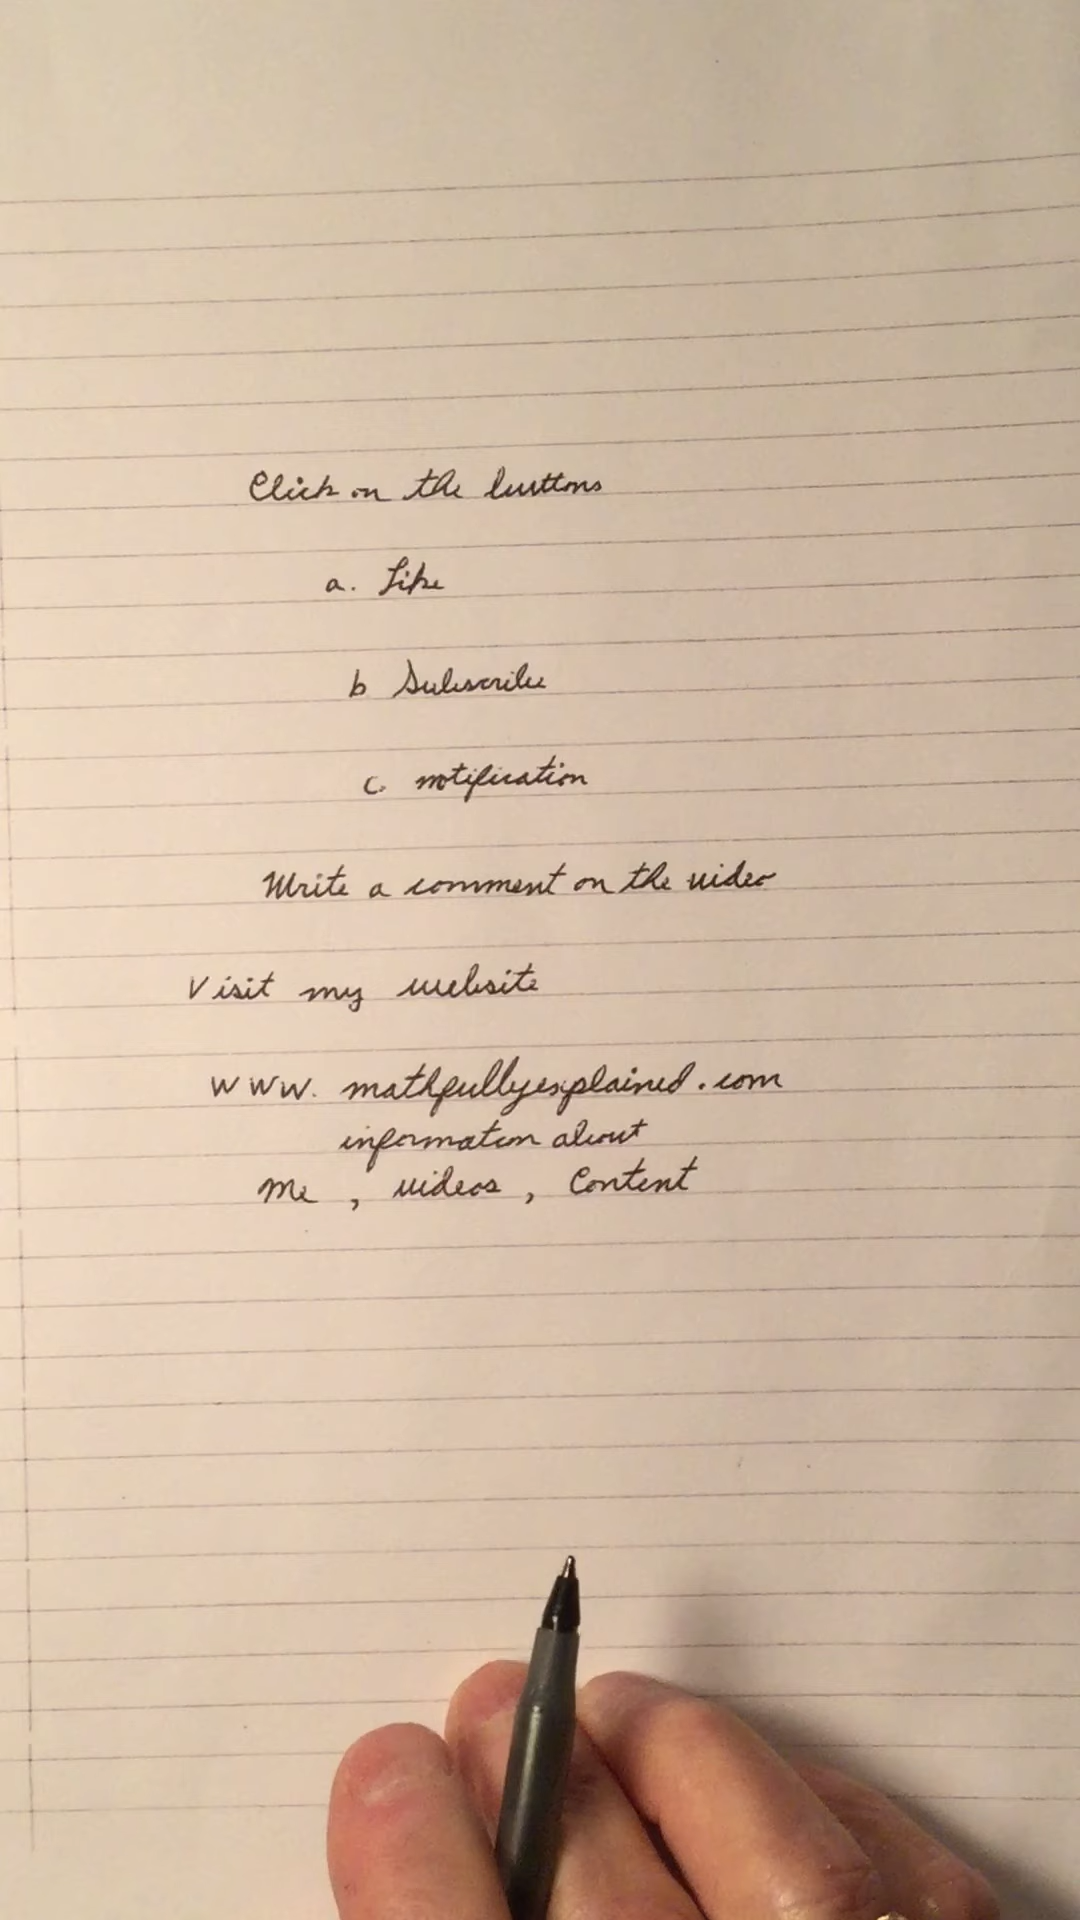 Click on the buttons
a. Like
b Subscribe
c. notification
Write a comment on the video
Visit my website
www. mathfullyexplained.com
information about
Me , videos , Content